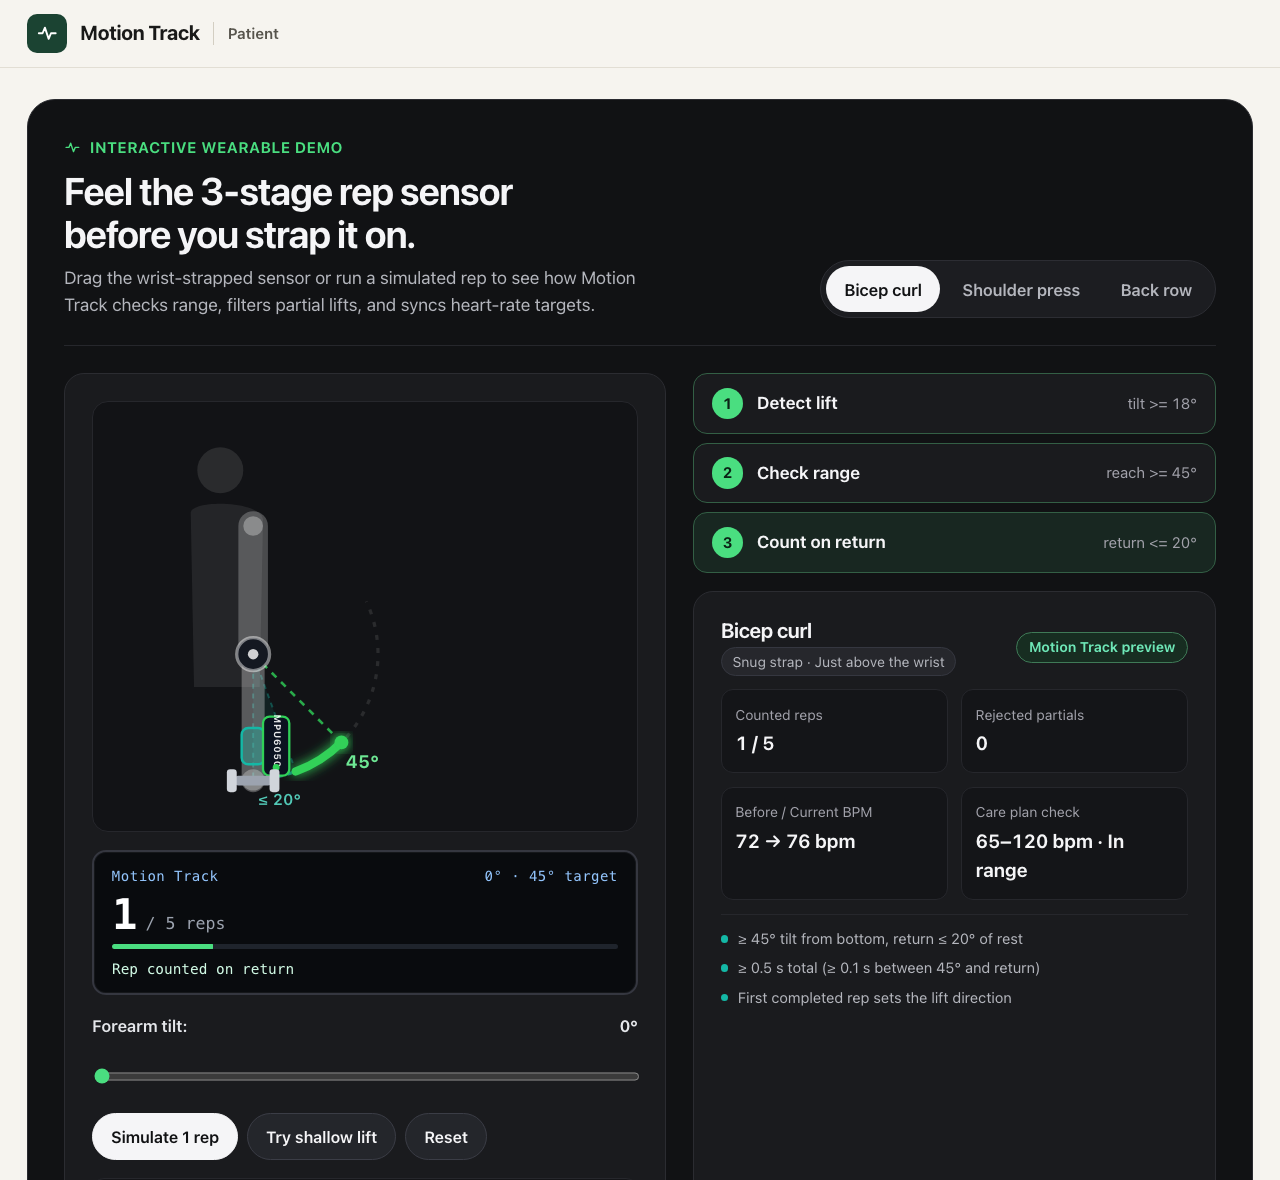 Motion Track
Patient
INTERACTIVE WEARABLE DEMO
Feel the 3-stage rep sensor
before you strap it on.
Drag the wrist-strapped sensor or run a simulated rep to see how Motion
Track checks range, filters partial lifts, and syncs heart-rate targets.
Bicep curl
Shoulder press
Back row
MPU6050
45°
≤ 20°
Motion Track
0° · 45° target
1 / 5 reps
Rep counted on return
Forearm tilt:
0°
Simulate 1 rep
Try shallow lift
Reset
1 Detect lift
tilt >= 18°
2 Check range
reach >= 45°
3 Count on return
return <= 20°
Bicep curl
Snug strap · Just above the wrist
Motion Track preview
Counted reps
1 / 5
Rejected partials
0
Before / Current BPM
72 → 76 bpm
Care plan check
65–120 bpm · In
range
≥ 45° tilt from bottom, return ≤ 20° of rest
≥ 0.5 s total (≥ 0.1 s between 45° and return)
First completed rep sets the lift direction